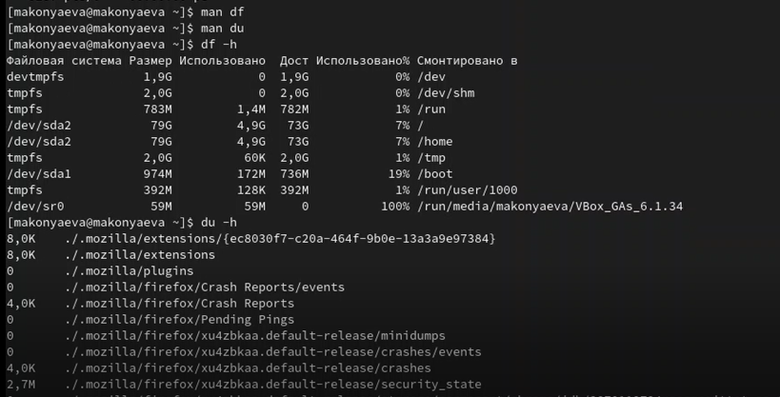 [makonyaeva@makonyaeva ~]$ man df
[makonyaeva@makonyaeva ~]$ man du
[makonyaeva@makonyaeva ~]$ df -h
Файловая система Размер Использовано Дост Использовано% Смонтировано в
devtmpfs 1,9G 0 1,9G 0% /dev
tmpfs 2,0G 0 2,0G 0% /dev/shm
tmpfs 783M 1,4M 782M 1% /run
/dev/sda2 79G 4,9G 73G 7% /
/dev/sda2 79G 4,9G 73G 7% /home
tmpfs 2,0G 60K 2,0G 1% /tmp
/dev/sda1 974M 172M 736M 19% /boot
tmpfs 392M 128K 392M 1% /run/user/1000
/dev/sr0 59M 59M 0 100% /run/media/makonyaeva/VBox_GAs_6.1.34
[makonyaeva@makonyaeva ~]$ du -h
8,0K ./.mozilla/extensions/{ec8030f7-c20a-464f-9b0e-13a3a9e97384}
8,0K ./.mozilla/extensions
0 ./.mozilla/plugins
0 ./.mozilla/firefox/Crash Reports/events
4,0K ./.mozilla/firefox/Crash Reports
0 ./.mozilla/firefox/Pending Pings
0 ./.mozilla/firefox/xu4zbkaa.default-release/minidumps
0 ./.mozilla/firefox/xu4zbkaa.default-release/crashes/events
4,0K ./.mozilla/firefox/xu4zbkaa.default-release/crashes
2,7M ./.mozilla/firefox/xu4zbkaa.default-release/security_state